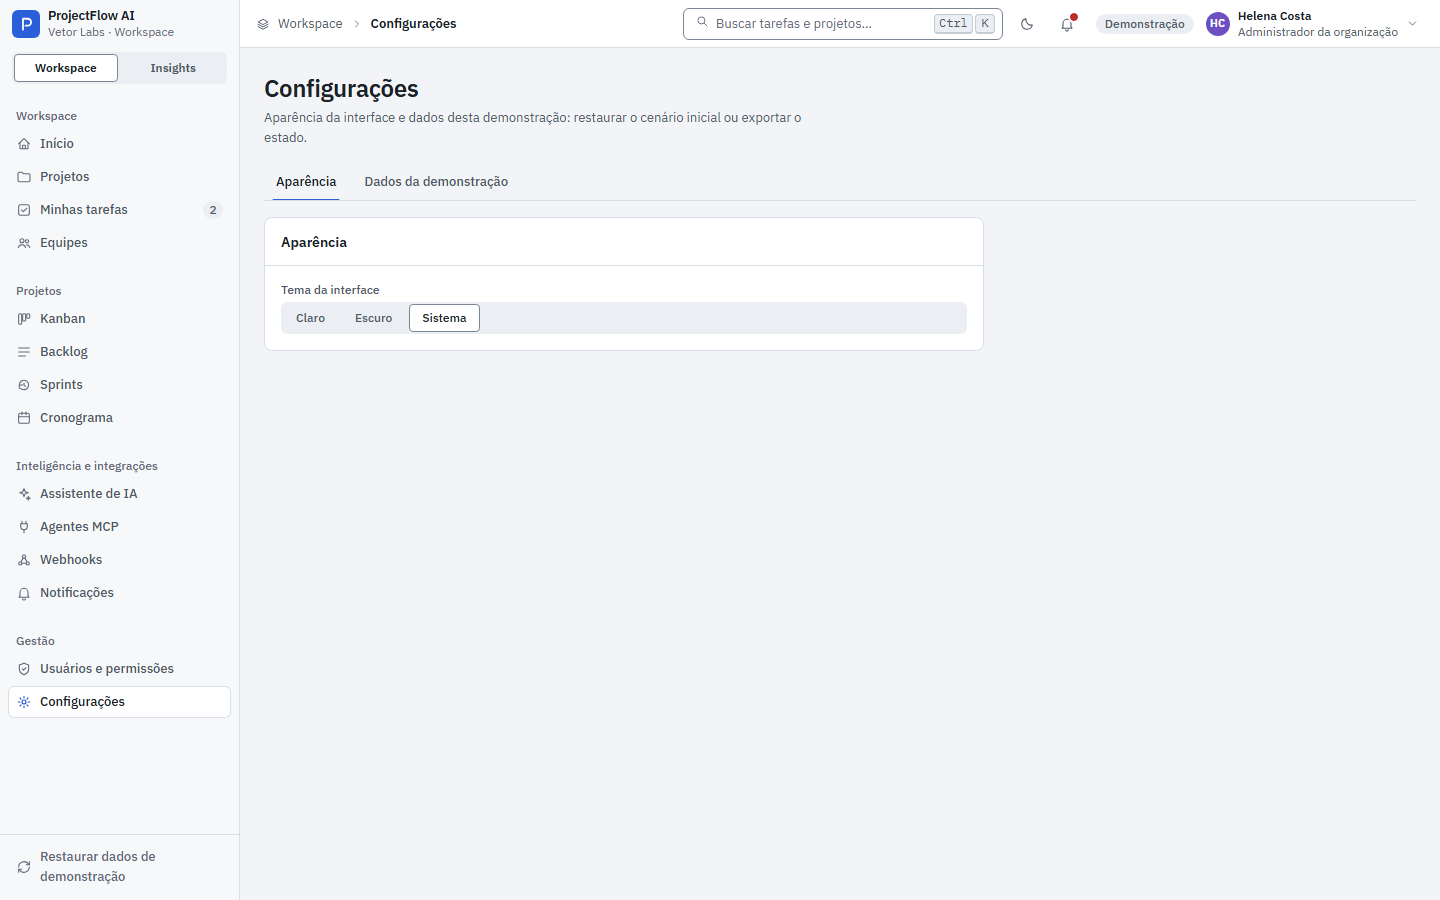 ProjectFlow AI
Vetor Labs · Workspace
Workspace
Insights
Workspace
Início
Projetos
Minhas tarefas
2
Equipes
Projetos
Kanban
Backlog
Sprints
Cronograma
Inteligência e integrações
Assistente de IA
Agentes MCP
Webhooks
Notificações
Gestão
Usuários e permissões
Configurações
Restaurar dados de
demonstração
Workspace
Configurações
Buscar tarefas e projetos...
Ctrl K
Demonstração
HC
Helena Costa
Administrador da organização
Configurações
Aparência da interface e dados desta demonstração: restaurar o cenário inicial ou exportar o
estado.
Aparência
Dados da demonstração
Aparência
Tema da interface
Claro
Escuro
Sistema